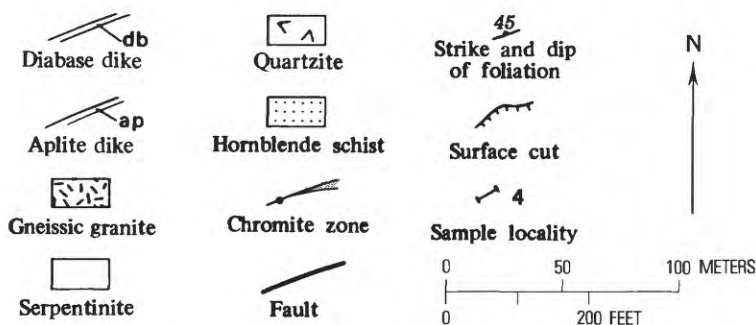 db
Diabase dike
ap
Aplite dike
Gneissic granite
Serpentinite
Quartzite
Hornblende schist
Chromite zone
Fault
45
Strike and dip
of foliation
Surface cut
4
Sample locality
N
0 50 100 METERS
0 200 FEET